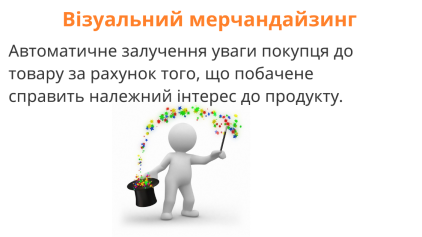 Візуальний мерчандайзинг
Автоматичне залучення уваги покупця до
товару за рахунок того, що побачене
справить належний інтерес до продукту.